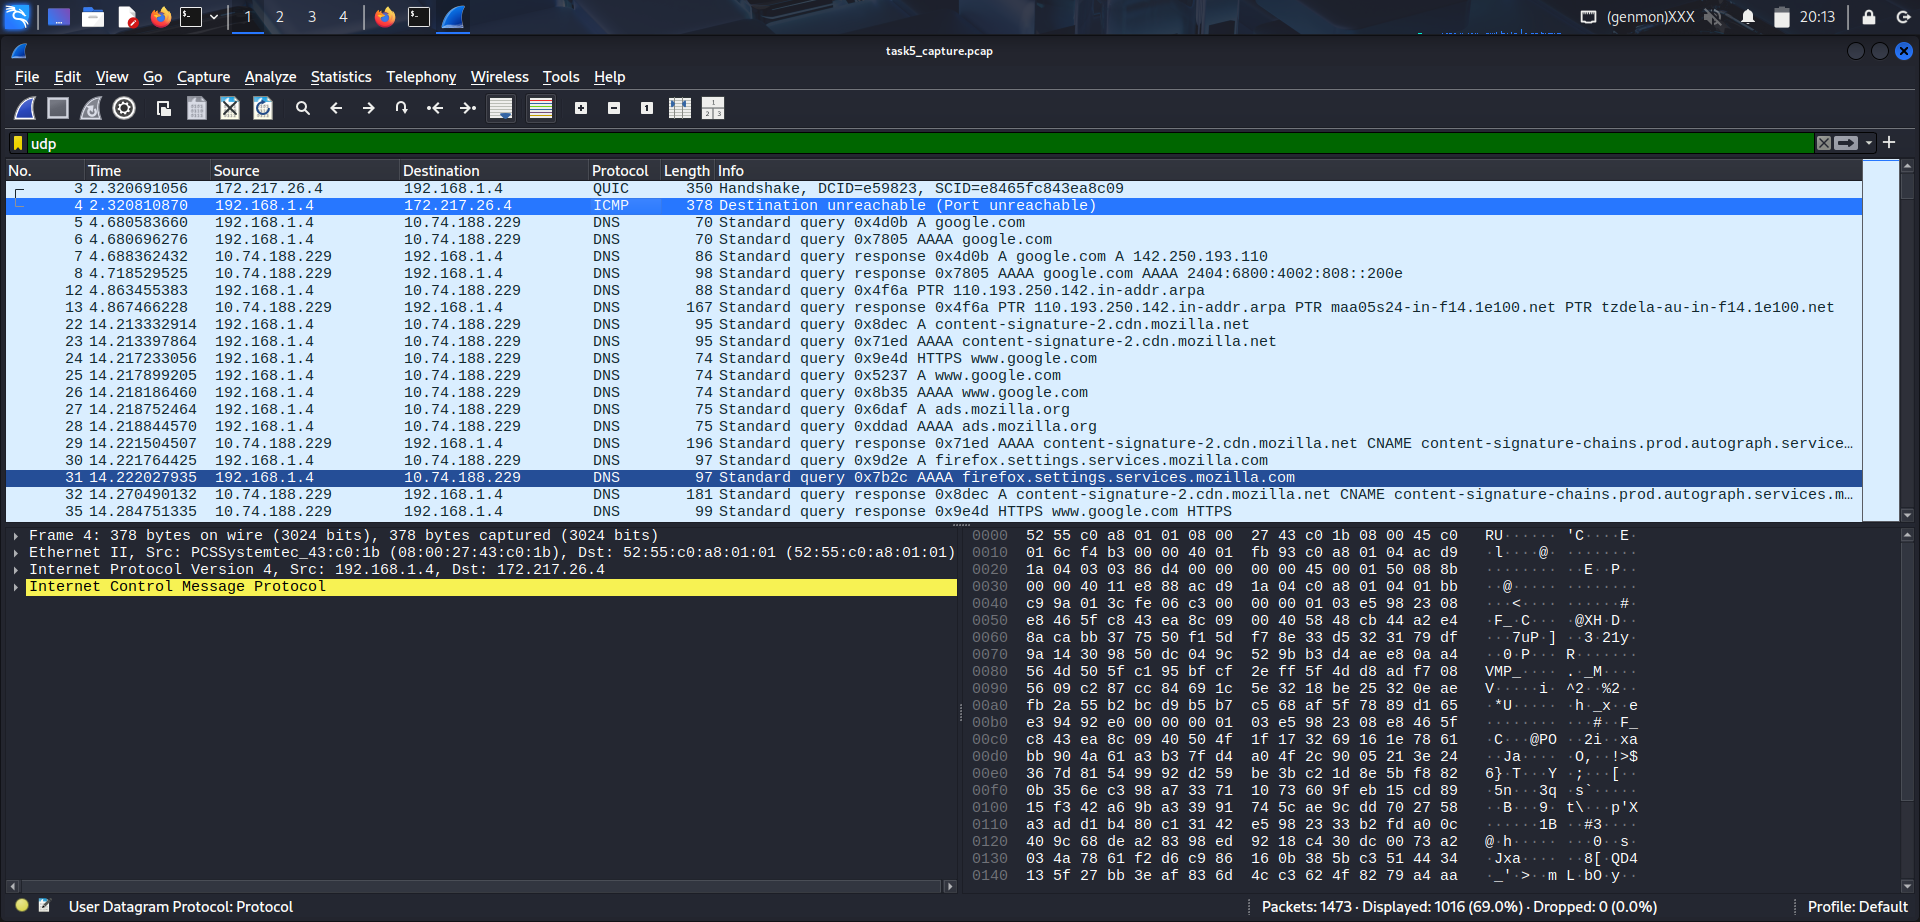 1 2 3 4 (genmon)XXX 20:13
task5_capture.pcap
File Edit View Go Capture Analyze Statistics Telephony Wireless Tools Help
udp
No. Time Source Destination Protocol Length Info
3 2.320691056 172.217.26.4 192.168.1.4 QUIC 350 Handshake, DCID=e59823, SCID=e8465fc843ea8c09
4 2.320810870 192.168.1.4 172.217.26.4 ICMP 378 Destination unreachable (Port unreachable)
5 4.680583660 192.168.1.4 10.74.188.229 DNS 70 Standard query 0x4d0b A google.com
6 4.680696276 192.168.1.4 10.74.188.229 DNS 70 Standard query 0x7805 AAAA google.com
7 4.688362432 10.74.188.229 192.168.1.4 DNS 86 Standard query response 0x4d0b A google.com A 142.250.193.110
8 4.718529525 10.74.188.229 192.168.1.4 DNS 98 Standard query response 0x7805 AAAA google.com AAAA 2404:6800:4002:808::200e
12 4.863455383 192.168.1.4 10.74.188.229 DNS 88 Standard query 0x4f6a PTR 110.193.250.142.in-addr.arpa
13 4.867466228 10.74.188.229 192.168.1.4 DNS 167 Standard query response 0x4f6a PTR 110.193.250.142.in-addr.arpa PTR maa05s24-in-f14.1e100.net PTR tzdela-au-in-f14.1e100.net
22 14.213332914 192.168.1.4 10.74.188.229 DNS 95 Standard query 0x8dec A content-signature-2.cdn.mozilla.net
23 14.213397864 192.168.1.4 10.74.188.229 DNS 95 Standard query 0x71ed AAAA content-signature-2.cdn.mozilla.net
24 14.217233056 192.168.1.4 10.74.188.229 DNS 74 Standard query 0x9e4d HTTPS www.google.com
25 14.217899205 192.168.1.4 10.74.188.229 DNS 74 Standard query 0x5237 A www.google.com
26 14.218186460 192.168.1.4 10.74.188.229 DNS 74 Standard query 0x8b35 AAAA www.google.com
27 14.218752464 192.168.1.4 10.74.188.229 DNS 75 Standard query 0x6daf A ads.mozilla.org
28 14.218844570 192.168.1.4 10.74.188.229 DNS 75 Standard query 0xddad AAAA ads.mozilla.org
29 14.221504507 10.74.188.229 192.168.1.4 DNS 196 Standard query response 0x71ed AAAA content-signature-2.cdn.mozilla.net CNAME content-signature-chains.prod.autograph.service…
30 14.221764425 192.168.1.4 10.74.188.229 DNS 97 Standard query 0x9d2e A firefox.settings.services.mozilla.com
31 14.222027935 192.168.1.4 10.74.188.229 DNS 97 Standard query 0x7b2c AAAA firefox.settings.services.mozilla.com
32 14.270490132 10.74.188.229 192.168.1.4 DNS 181 Standard query response 0x8dec A content-signature-2.cdn.mozilla.net CNAME content-signature-chains.prod.autograph.services.m…
35 14.284751335 10.74.188.229 192.168.1.4 DNS 99 Standard query response 0x9e4d HTTPS www.google.com HTTPS
Frame 4: 378 bytes on wire (3024 bits), 378 bytes captured (3024 bits)
Ethernet II, Src: PCSSystemtec_43:c0:1b (08:00:27:43:c0:1b), Dst: 52:55:c0:a8:01:01 (52:55:c0:a8:01:01)
Internet Protocol Version 4, Src: 192.168.1.4, Dst: 172.217.26.4
Internet Control Message Protocol
0000 52 55 c0 a8 01 01 08 00 27 43 c0 1b 08 00 45 c0 RU······ 'C····E·
0010 01 6c f4 b3 00 00 40 01 fb 93 c0 a8 01 04 ac d9 ·l····@· ········
0020 1a 04 03 03 86 d4 00 00 00 00 45 00 01 50 08 8b ········ ··E··P··
0030 00 00 40 11 e8 88 ac d9 1a 04 c0 a8 01 04 01 bb ··@····· ········
0040 c9 9a 01 3c fe 06 c3 00 00 00 01 03 e5 98 23 08 ···<···· ······#·
0050 e8 46 5f c8 43 ea 8c 09 00 40 58 48 cb 44 a2 e4 ·F_·C··· ·@XH·D··
0060 8a ca bb 37 75 50 f1 5d f7 8e 33 d5 32 31 79 df ···7uP·] ··3·21y·
0070 9a 14 30 98 50 dc 04 9c 52 9b b3 d4 ae e8 0a a4 ··0·P··· R·······
0080 56 4d 50 5f c1 95 bf cf 2e ff 5f 4d d8 ad f7 08 VMP_···· .·_M····
0090 56 09 c2 87 cc 84 69 1c 5e 32 18 be 25 32 0e ae V·····i· ^2··%2··
00a0 fb 2a 55 b2 bc d9 b5 b7 c5 68 af 5f 78 89 d1 65 ·*U····· ·h·_x··e
00b0 e3 94 92 e0 00 00 00 01 03 e5 98 23 08 e8 46 5f ········ ···#··F_
00c0 c8 43 ea 8c 09 40 50 4f 1f 17 32 69 16 1e 78 61 ·C···@PO ··2i··xa
00d0 bb 90 4a 61 a3 b3 7f d4 a0 4f 2c 90 05 21 3e 24 ··Ja···· ·O,··!>$
00e0 36 7d 81 54 99 92 d2 59 be 3b c2 1d 8e 5b f8 82 6}·T···Y ·;···[··
00f0 0b 35 6e c3 98 a7 33 71 10 73 60 9f eb 15 cd 89 ·5n···3q ·s`·····
0100 15 f3 42 a6 9b a3 39 91 74 5c ae 9c dd 70 27 58 ··B···9· t\···p'X
0110 a3 ad d1 b4 80 c1 31 42 e5 98 23 33 b2 fd a0 0c ······1B ··#3····
0120 40 9c 68 de a2 83 98 ed 92 18 c4 30 dc 00 73 a2 @·h····· ···0··s·
0130 03 4a 78 61 f2 d6 c9 86 16 0b 38 5b c3 51 44 34 ·Jxa···· ··8[·QD4
0140 13 5f 27 bb 3e af 83 6d 4c c3 62 4f 82 79 a4 aa ·_'·>··m L·bO·y··
User Datagram Protocol: Protocol Packets: 1473 · Displayed: 1016 (69.0%) · Dropped: 0 (0.0%) Profile: Default